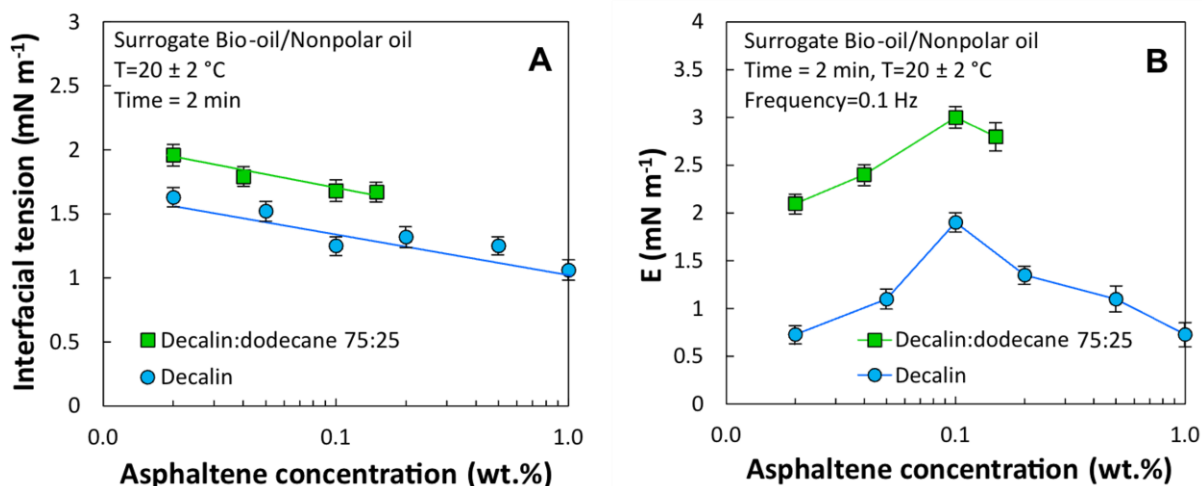 Surrogate Bio-oil/Nonpolar oil
T=20 ± 2 °C
Time = 2 min
A
Interfacial tension (mN m⁻¹)
3
2.5
2
1.5
1
0.5
0
Decalin:dodecane 75:25
Decalin
0.0
0.1
1.0
Asphaltene concentration (wt.%)
Surrogate Bio-oil/Nonpolar oil
Time = 2 min, T=20 ± 2 °C
Frequency=0.1 Hz
B
E (mN m⁻¹)
4
3.5
3
2.5
2
1.5
1
0.5
0
Decalin:dodecane 75:25
Decalin
0.0
0.1
1.0
Asphaltene concentration (wt.%)